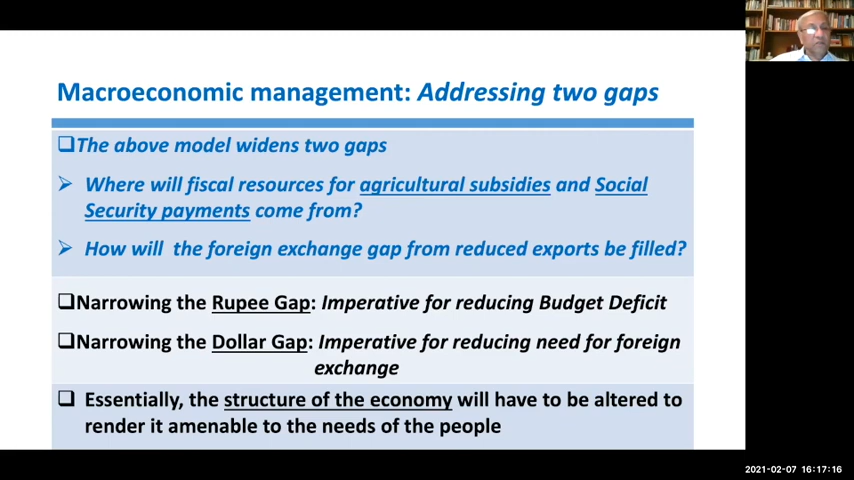 Macroeconomic management: Addressing two gaps
❑The above model widens two gaps
➢ Where will fiscal resources for agricultural subsidies and Social
Security payments come from?
➢ How will the foreign exchange gap from reduced exports be filled?
❑Narrowing the Rupee Gap: Imperative for reducing Budget Deficit
❑Narrowing the Dollar Gap: Imperative for reducing need for foreign
exchange
❑ Essentially, the structure of the economy will have to be altered to
render it amenable to the needs of the people
2021-02-07 16:17:16